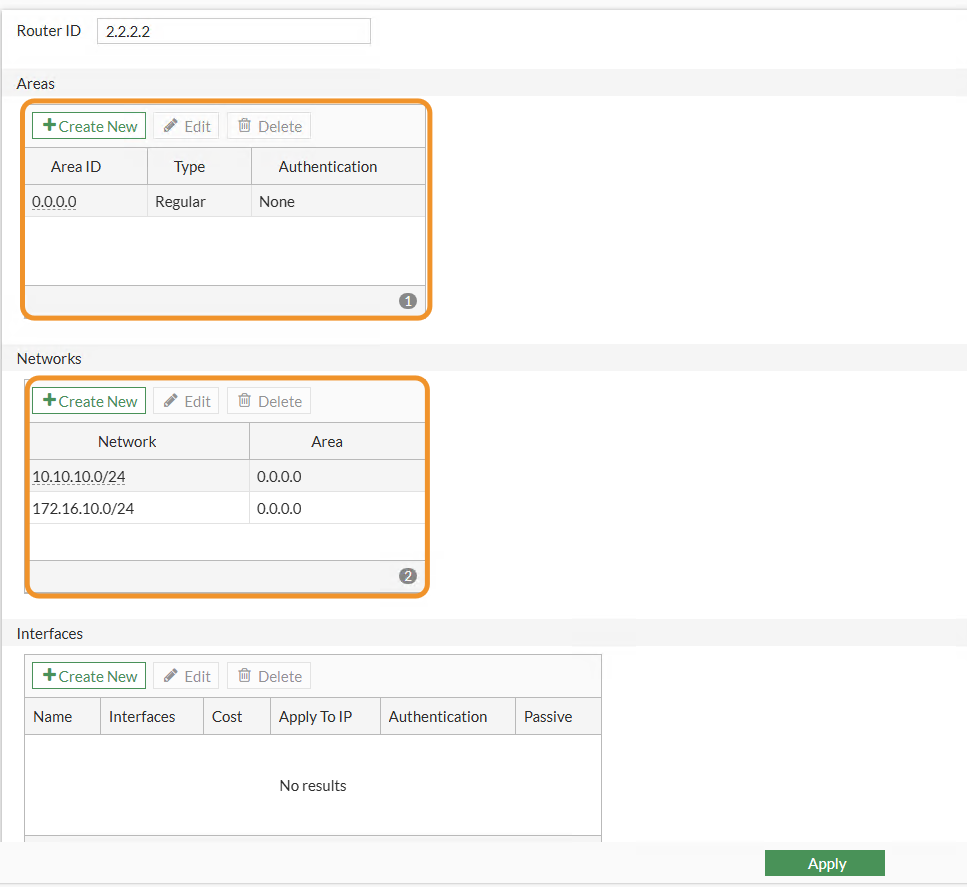 Router ID 2.2.2.2
Areas
Create New Edit Delete
Area ID Type Authentication
0.0.0.0 Regular None
1
Networks
Create New Edit Delete
Network Area
10.10.10.0/24 0.0.0.0
172.16.10.0/24 0.0.0.0
2
Interfaces
Create New Edit Delete
Name Interfaces Cost Apply To IP Authentication Passive
No results
Apply